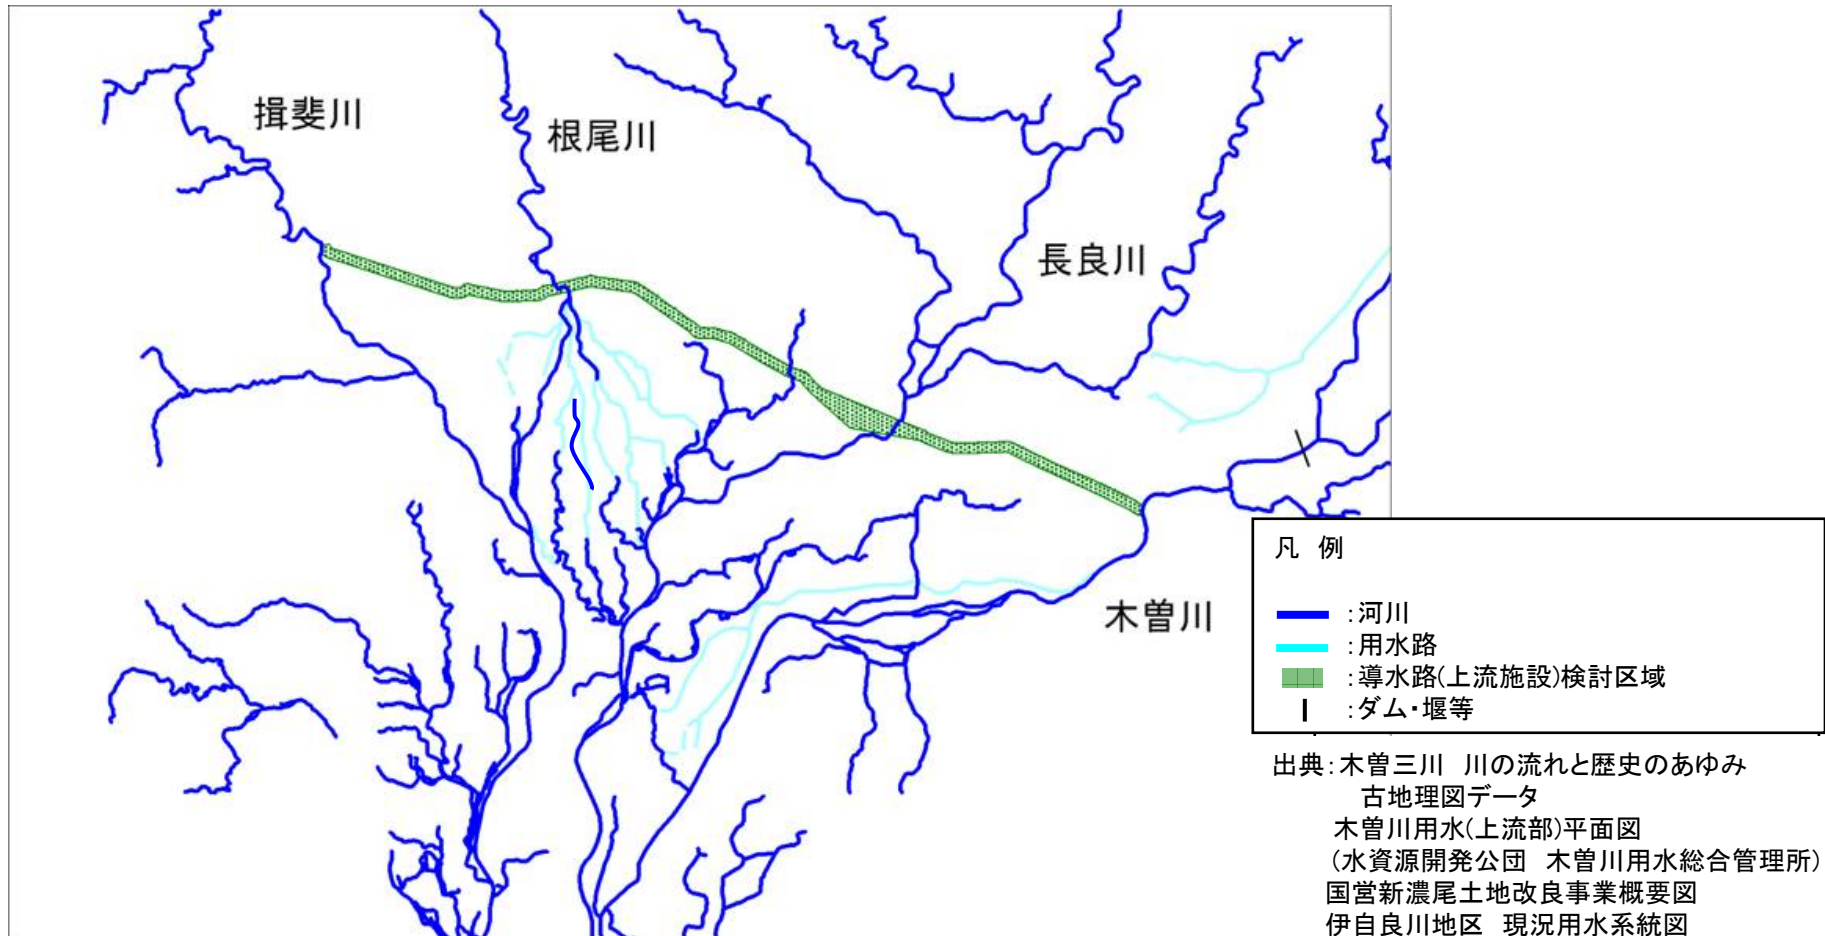 揖斐川
根尾川
長良川
木曽川
凡 例
:河川
:用水路
:導水路(上流施設)検討区域
:ダム・堰等
出典:木曽三川 川の流れと歴史のあゆみ
古地理図データ
木曽川用水(上流部)平面図
(水資源開発公団 木曽川用水総合管理所)
国営新濃尾土地改良事業概要図
伊自良川地区 現況用水系統図